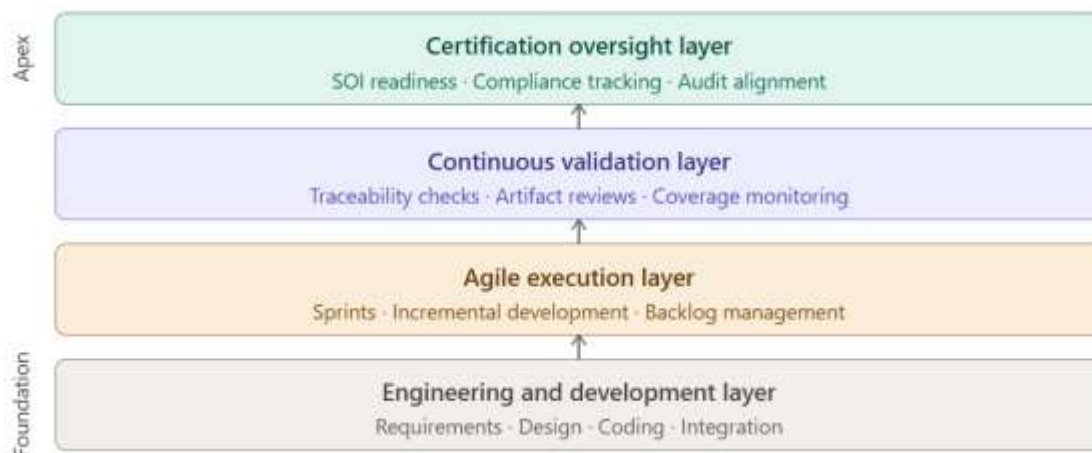 Apex
Certification oversight layer
SOI readiness · Compliance tracking · Audit alignment
Continuous validation layer
Traceability checks · Artifact reviews · Coverage monitoring
Agile execution layer
Sprints · Incremental development · Backlog management
Foundation
Engineering and development layer
Requirements · Design · Coding · Integration